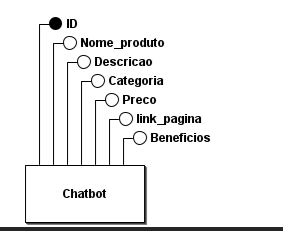 ID
Nome_produto
Descricao
Categoria
Preco
link_pagina
Beneficios
Chatbot